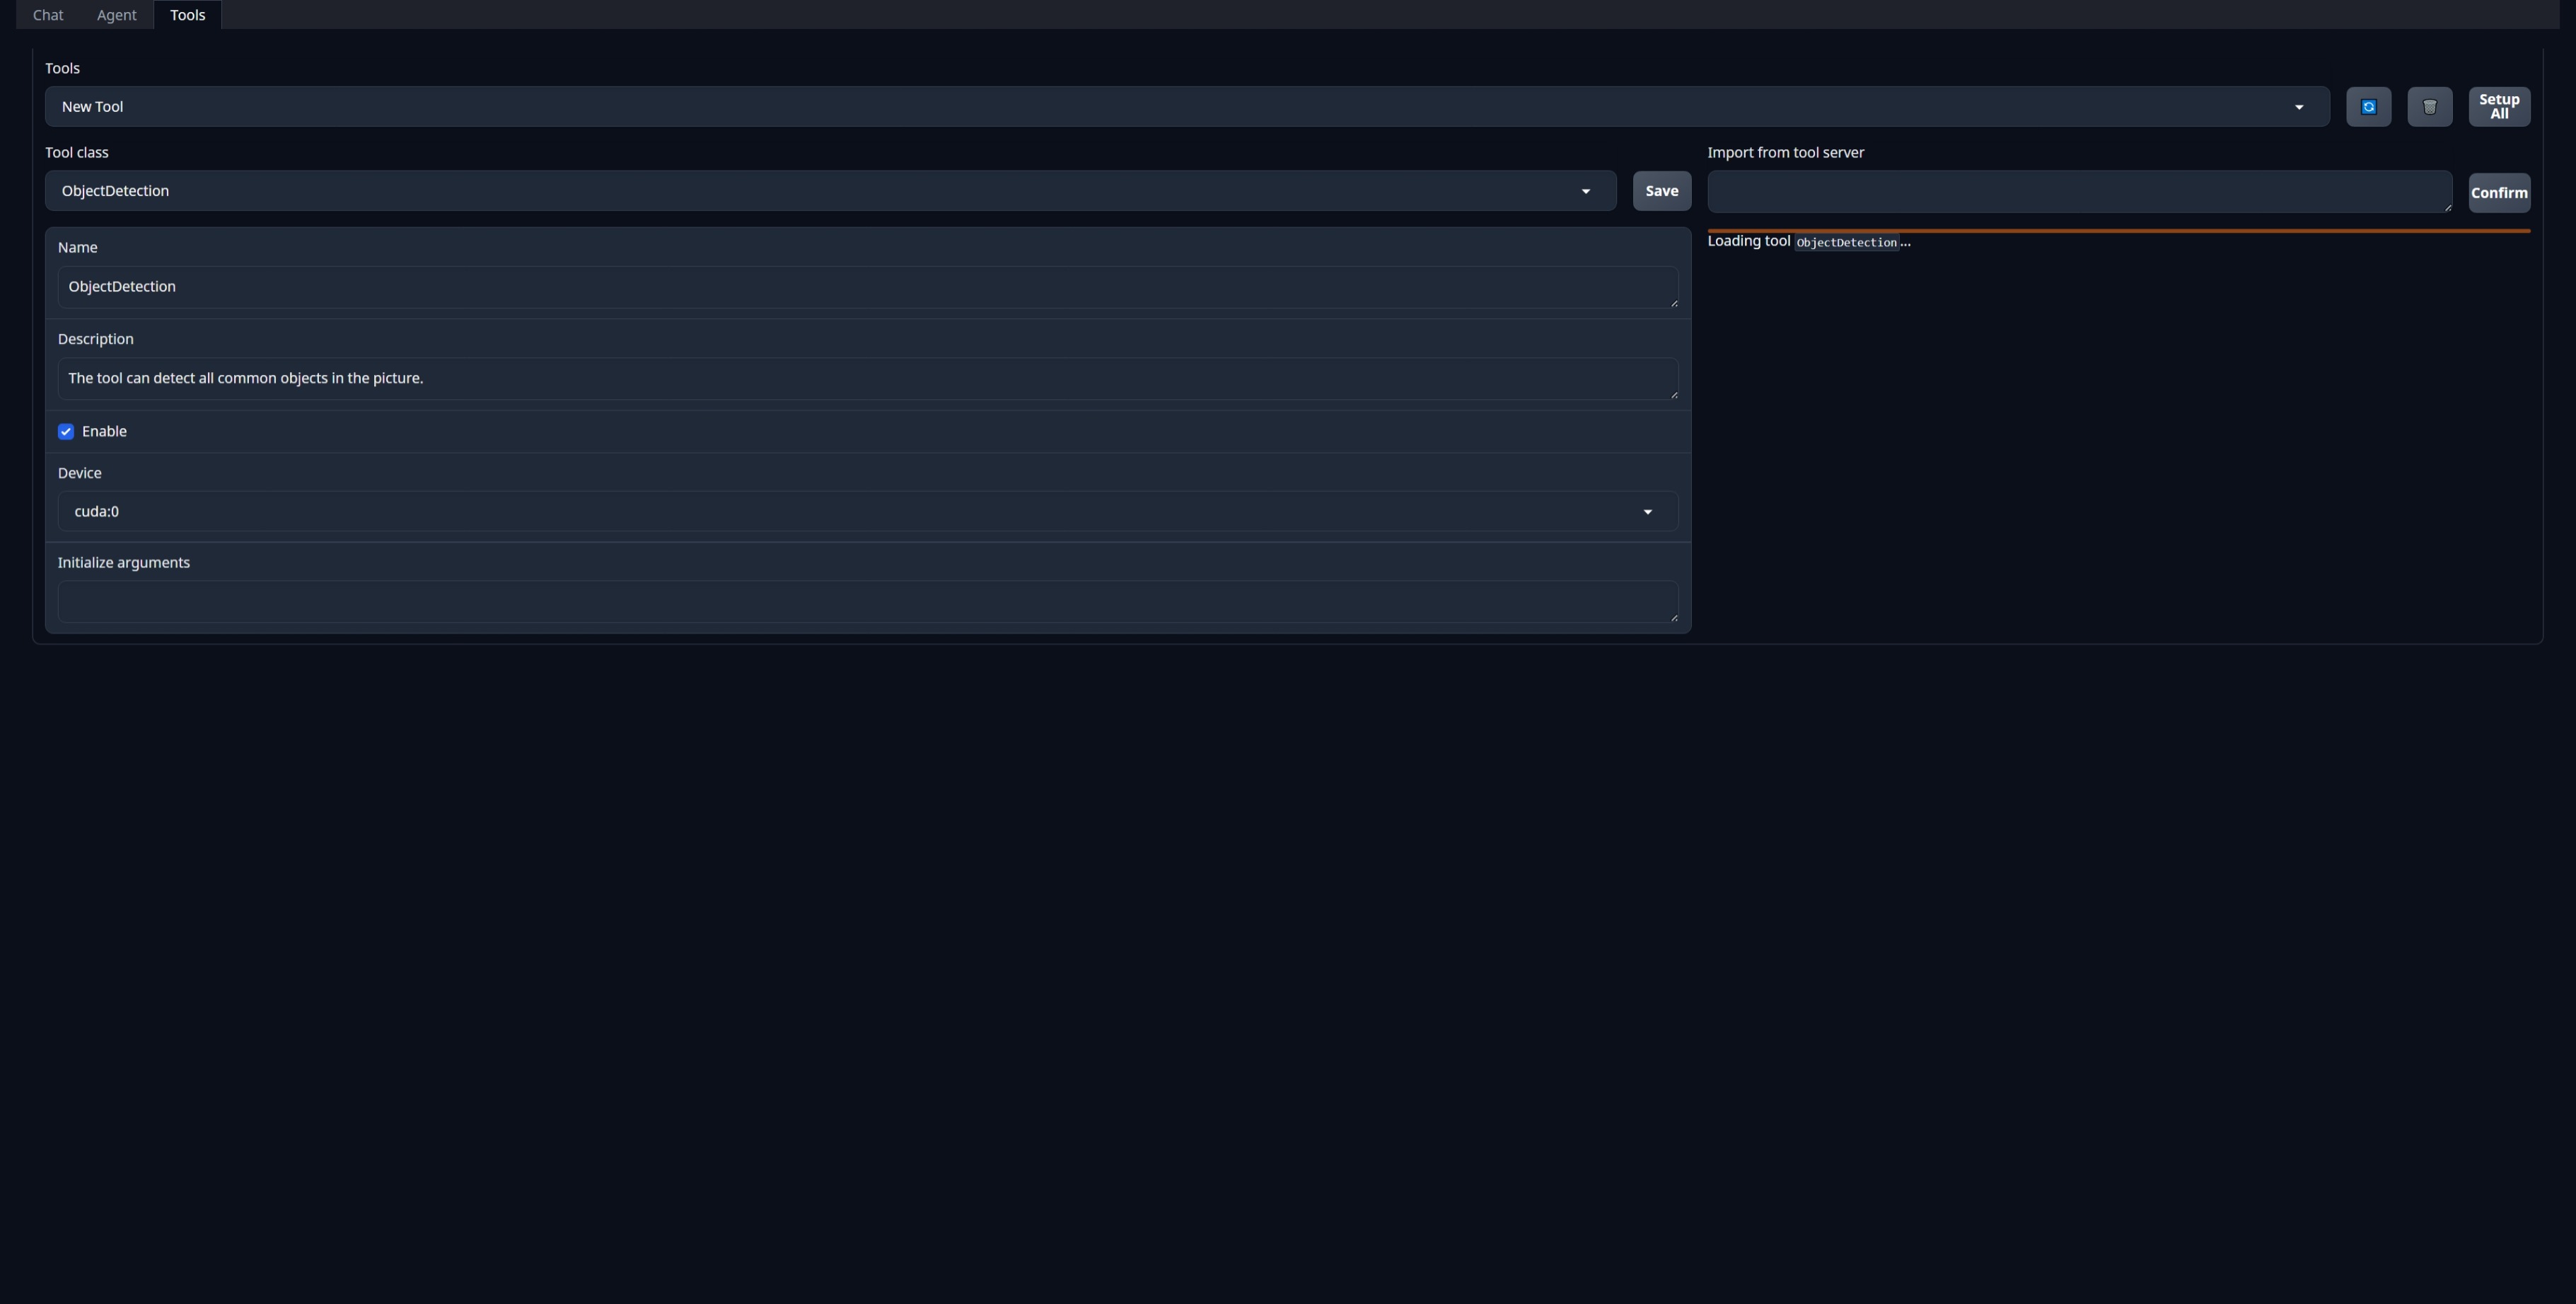 Chat Agent Tools
Tools
New Tool
Setup
All
Tool class
ObjectDetection
Save
Import from tool server
Confirm
Name
ObjectDetection
Description
The tool can detect all common objects in the picture.
Enable
Device
cuda:0
Initialize arguments
Loading tool ObjectDetection...